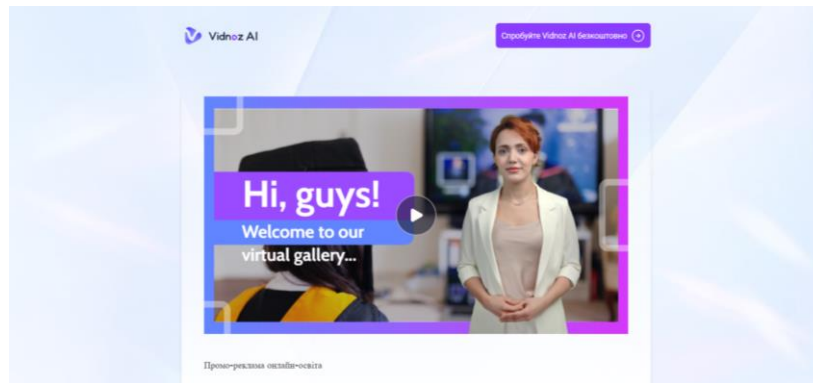 Vidnoz AI
Спробуйте Vidnoz AI безкоштовно
Hi, guys!
Welcome to our
virtual gallery...
Промо-реклама онлайн-освіта